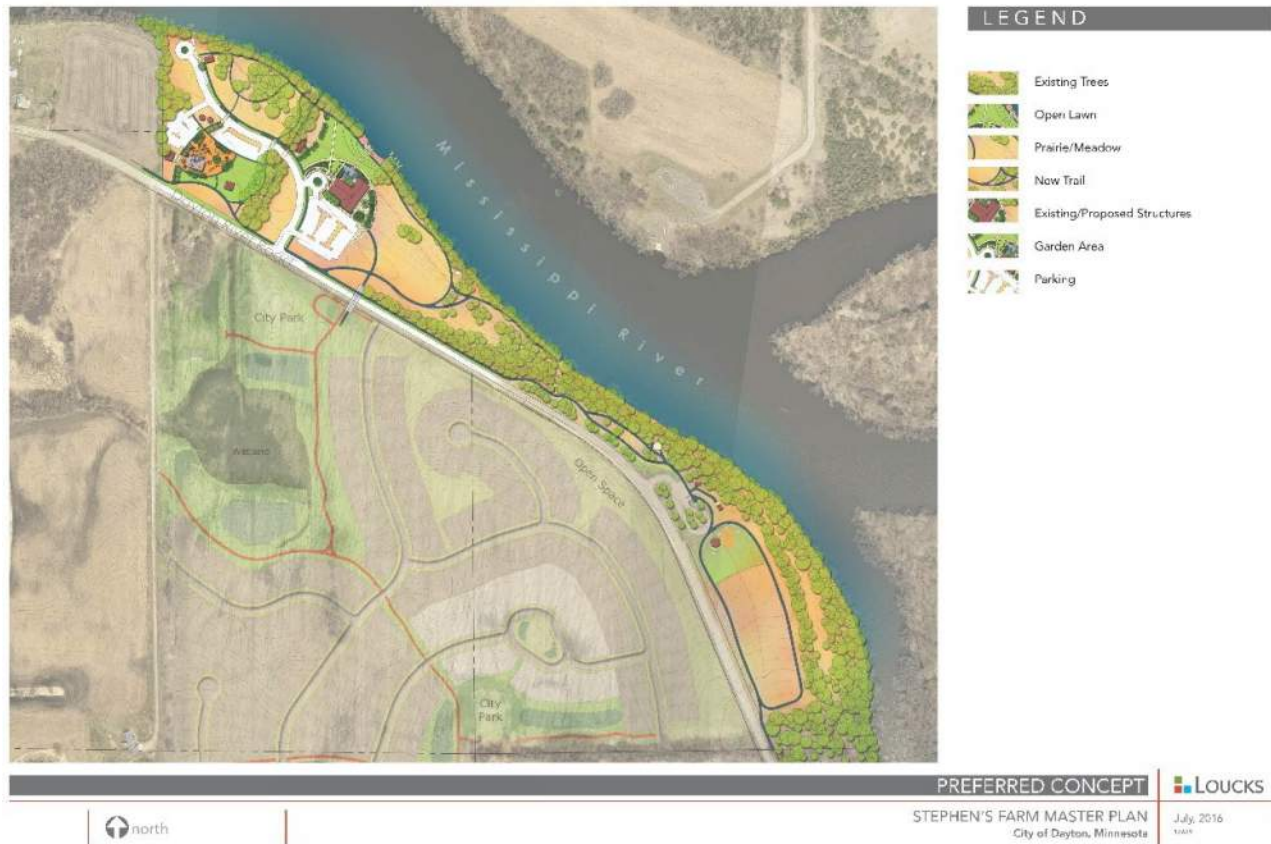 LEGEND
Existing Trees
Open Lawn
Prairie/Meadow
New Trail
Existing/Proposed Structures
Garden Area
Parking
Mississippi River
City Park
Wetland
Open Space
City
Park
PREFERRED CONCEPT
LOUCKS
STEPHEN'S FARM MASTER PLAN
City of Dayton, Minnesota
July, 2016
north